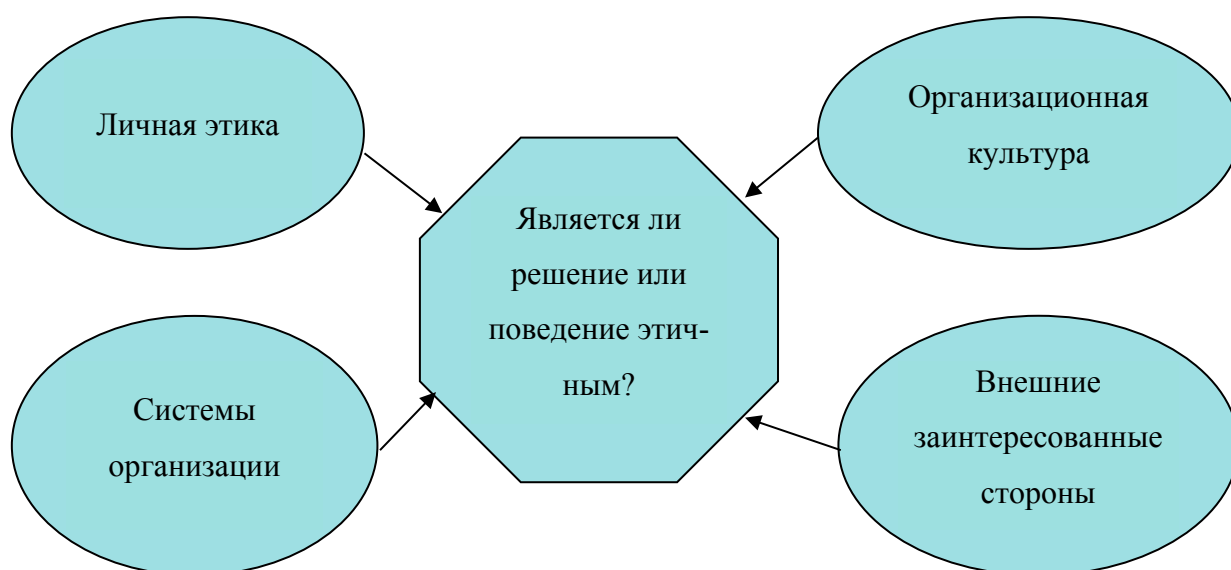 Личная этика
Организационная
культура
Является ли
решение или
поведение этич-
ным?
Системы
организации
Внешние
заинтересованные
стороны